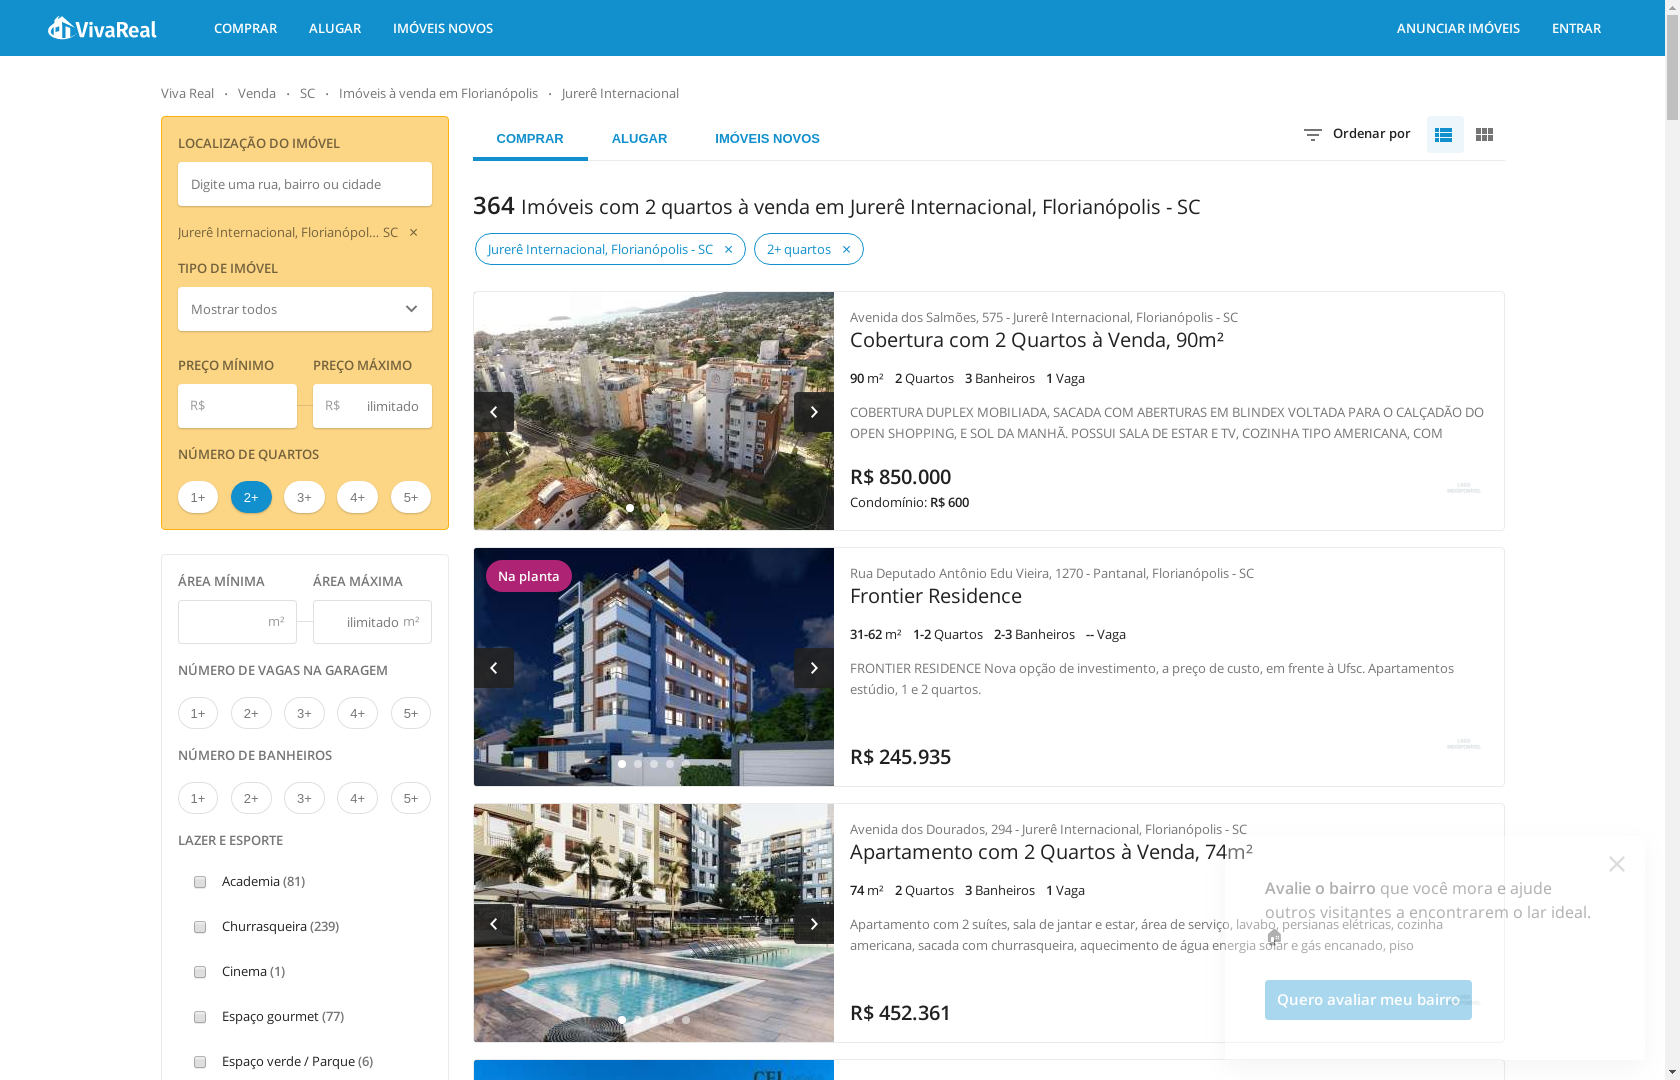 VivaReal
COMPRAR
ALUGAR
IMÓVEIS NOVOS
ANUNCIAR IMÓVEIS
ENTRAR
Viva Real · Venda · SC · Imóveis à venda em Florianópolis · Jurerê Internacional
LOCALIZAÇÃO DO IMÓVEL
Digite uma rua, bairro ou cidade
Jurerê Internacional, Florianópol... SC ×
TIPO DE IMÓVEL
Mostrar todos
PREÇO MÍNIMO PREÇO MÁXIMO
R$ R$ ilimitado
NÚMERO DE QUARTOS
1+ 2+ 3+ 4+ 5+
ÁREA MÍNIMA ÁREA MÁXIMA
m² ilimitado m²
NÚMERO DE VAGAS NA GARAGEM
1+ 2+ 3+ 4+ 5+
NÚMERO DE BANHEIROS
1+ 2+ 3+ 4+ 5+
LAZER E ESPORTE
Academia (81)
Churrasqueira (239)
Cinema (1)
Espaço gourmet (77)
Espaço verde / Parque (6)
COMPRAR
ALUGAR
IMÓVEIS NOVOS
Ordenar por
364 Imóveis com 2 quartos à venda em Jurerê Internacional, Florianópolis - SC
Jurerê Internacional, Florianópolis - SC ×
2+ quartos ×
Avenida dos Salmões, 575 - Jurerê Internacional, Florianópolis - SC
Cobertura com 2 Quartos à Venda, 90m²
90 m² 2 Quartos 3 Banheiros 1 Vaga
COBERTURA DUPLEX MOBILIADA, SACADA COM ABERTURAS EM BLINDEX VOLTADA PARA O CALÇADÃO DO
OPEN SHOPPING, E SOL DA MANHÃ. POSSUI SALA DE ESTAR E TV, COZINHA TIPO AMERICANA, COM
R$ 850.000
Condomínio: R$ 600
Na planta
Rua Deputado Antônio Edu Vieira, 1270 - Pantanal, Florianópolis - SC
Frontier Residence
31-62 m² 1-2 Quartos 2-3 Banheiros -- Vaga
FRONTIER RESIDENCE Nova opção de investimento, a preço de custo, em frente à Ufsc. Apartamentos
estúdio, 1 e 2 quartos.
R$ 245.935
Avenida dos Dourados, 294 - Jurerê Internacional, Florianópolis - SC
Apartamento com 2 Quartos à Venda, 74m²
74 m² 2 Quartos 3 Banheiros 1 Vaga
Apartamento com 2 suítes, sala de jantar e estar, área de serviço, lavabo, persianas elétricas, cozinha
americana, sacada com churrasqueira, aquecimento de água energia solar e gás encanado, piso
R$ 452.361
Avalie o bairro que você mora e ajude
outros visitantes a encontrarem o lar ideal.
Quero avaliar meu bairro